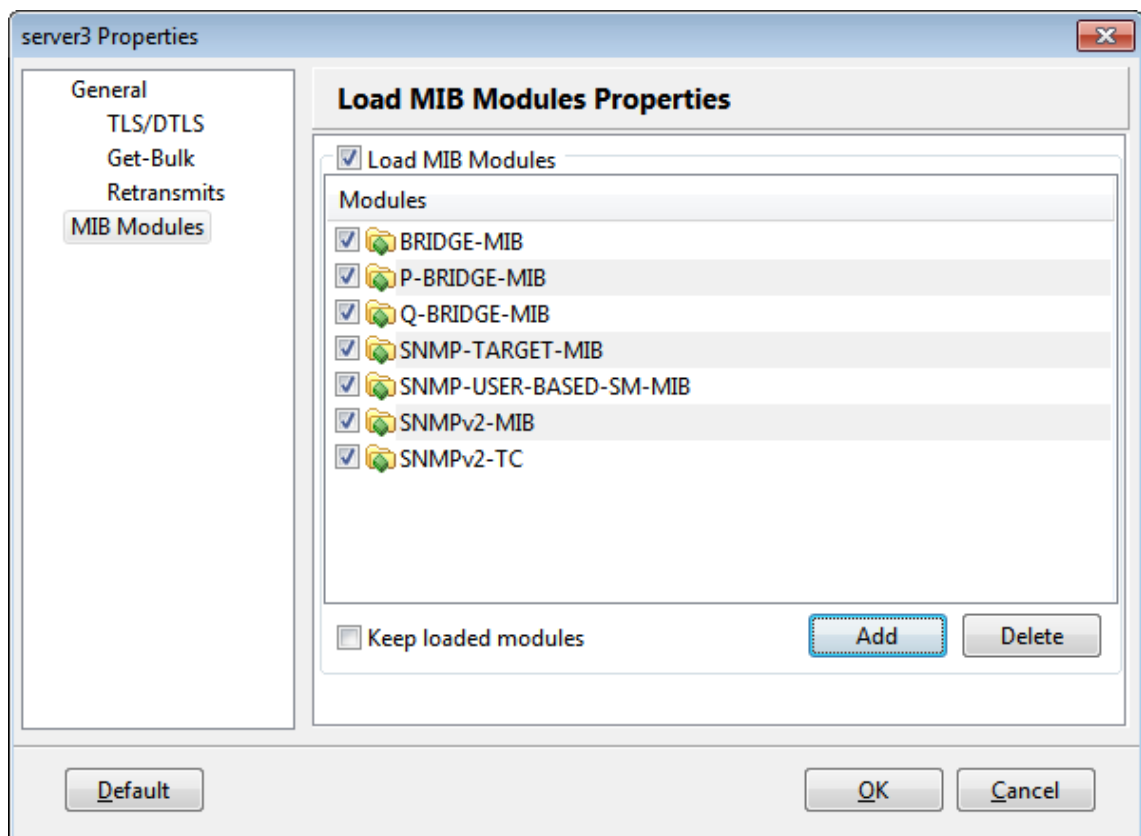 server3 Properties
General
TLS/DTLS
Get-Bulk
Retransmits
MIB Modules
Load MIB Modules Properties
Load MIB Modules
Modules
BRIDGE-MIB
P-BRIDGE-MIB
Q-BRIDGE-MIB
SNMP-TARGET-MIB
SNMP-USER-BASED-SM-MIB
SNMPv2-MIB
SNMPv2-TC
Keep loaded modules
Add
Delete
Default
OK
Cancel